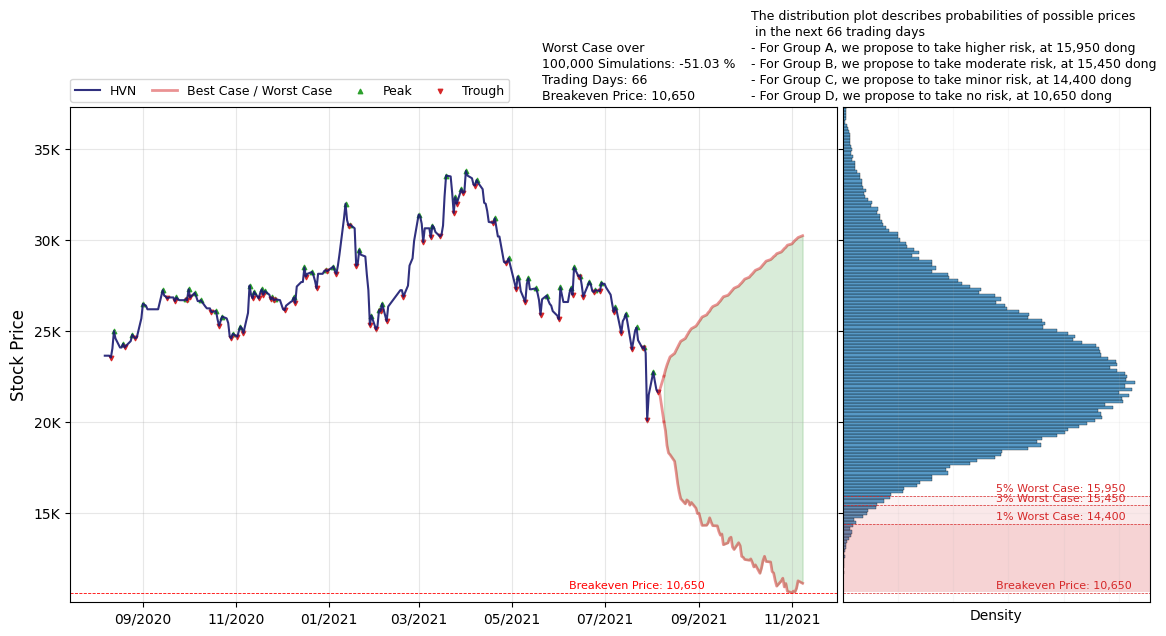 The distribution plot describes probabilities of possible prices
in the next 66 trading days
- For Group A, we propose to take higher risk, at 15,950 dong
- For Group B, we propose to take moderate risk, at 15,450 dong
- For Group C, we propose to take minor risk, at 14,400 dong
- For Group D, we propose to take no risk, at 10,650 dong
Worst Case over
100,000 Simulations: -51.03 %
Trading Days: 66
Breakeven Price: 10,650
HVN
Best Case / Worst Case
Peak
Trough
Stock Price
35K
30K
25K
20K
15K
Breakeven Price: 10,650
09/2020
11/2020
01/2021
03/2021
05/2021
07/2021
09/2021
11/2021
5% Worst Case: 15,950
3% Worst Case: 15,450
1% Worst Case: 14,400
Breakeven Price: 10,650
Density